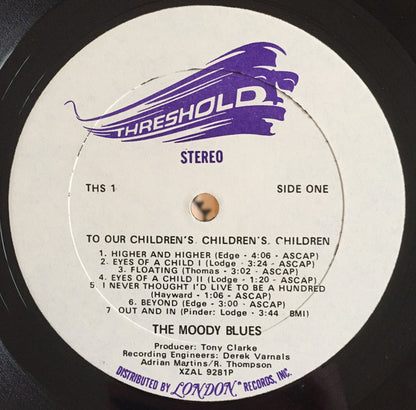 THRESHOLD
STEREO
THS 1 SIDE ONE
TO OUR CHILDREN'S. CHILDREN'S. CHILDREN
1. HIGHER AND HIGHER (Edge - 4:06 - ASCAP)
2. EYES OF A CHILD I (Lodge - 3:24 - ASCAP)
3. FLOATING (Thomas - 3:02 - ASCAP)
4. EYES OF A CHILD II (Lodge - 1:20 - ASCAP)
5. I NEVER THOUGHT I'D LIVE TO BE A HUNDRED
(Hayward - 1:06 - ASCAP)
6. BEYOND (Edge - 3:00 - ASCAP)
7 OUT AND IN (Pinder: Lodge - 3:44 BMI)
THE MOODY BLUES
Producer: Tony Clarke
Recording Engineers: Derek Varnals
Adrian Martins/R. Thompson
XZAL 9281P
DISTRIBUTED BY LONDON® RECORDS, INC.